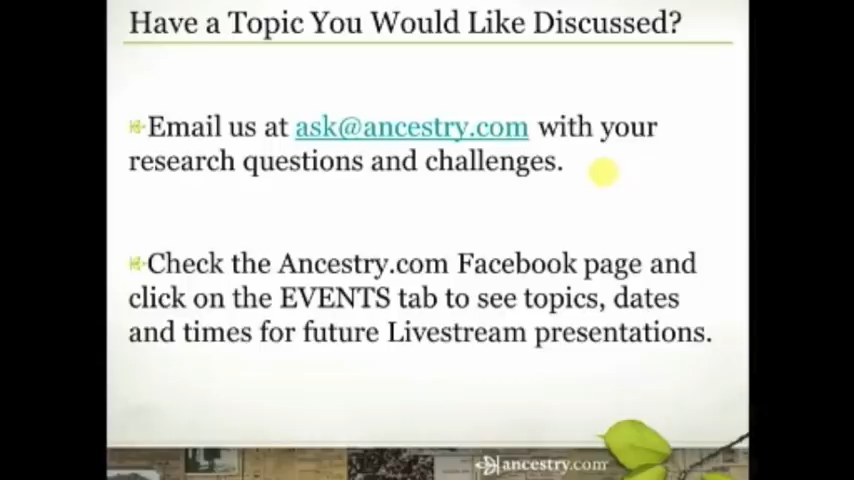 Have a Topic You Would Like Discussed?
Email us at ask@ancestry.com with your
research questions and challenges.
Check the Ancestry.com Facebook page and
click on the EVENTS tab to see topics, dates
and times for future Livestream presentations.
ancestry.com